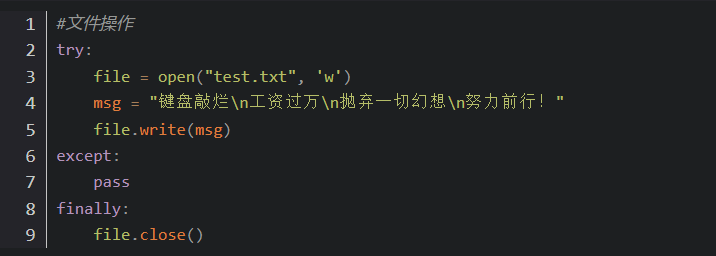 1 #文件操作
2 try:
3     file = open("test.txt", 'w')
4     msg = "键盘敲烂\n工资过万\n抛弃一切幻想\n努力前行！"
5     file.write(msg)
6 except:
7     pass
8 finally:
9     file.close()